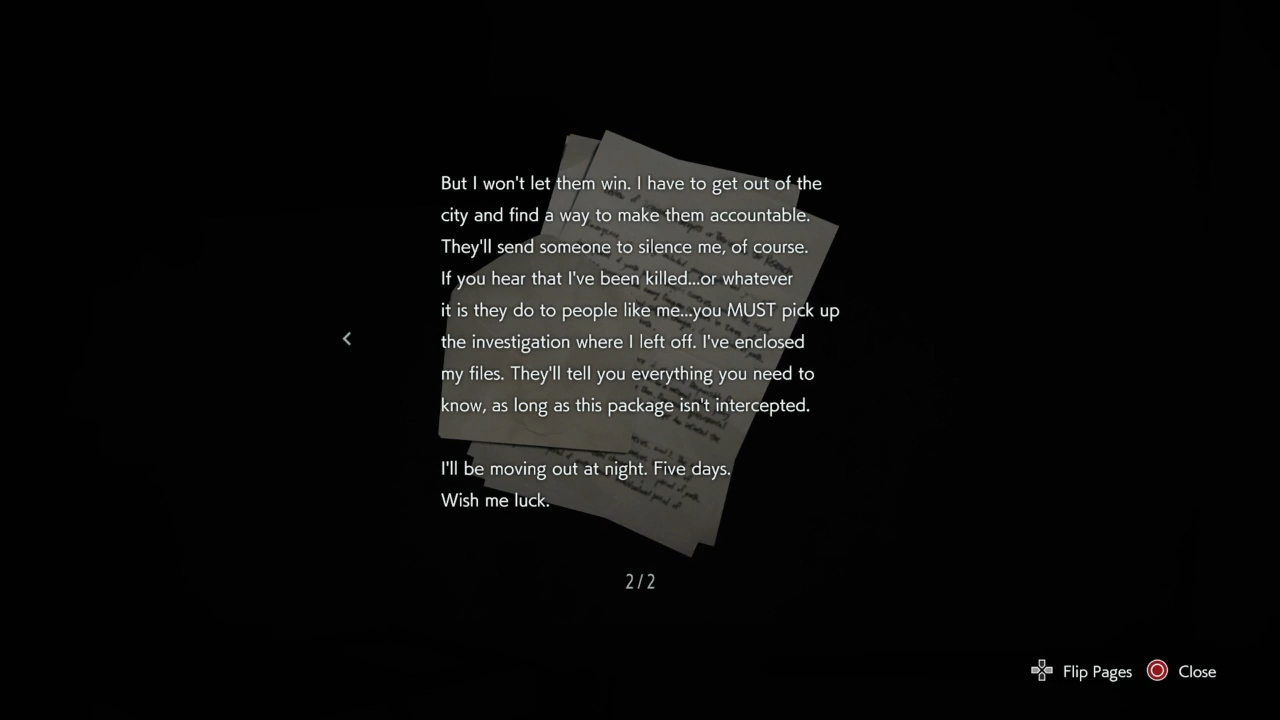 But I won't let them win. I have to get out of the
city and find a way to make them accountable.
They'll send someone to silence me, of course.
If you hear that I've been killed...or whatever
it is they do to people like me...you MUST pick up
the investigation where I left off. I've enclosed
my files. They'll tell you everything you need to
know, as long as this package isn't intercepted.
I'll be moving out at night. Five days.
Wish me luck.
2/2
Flip Pages
Close